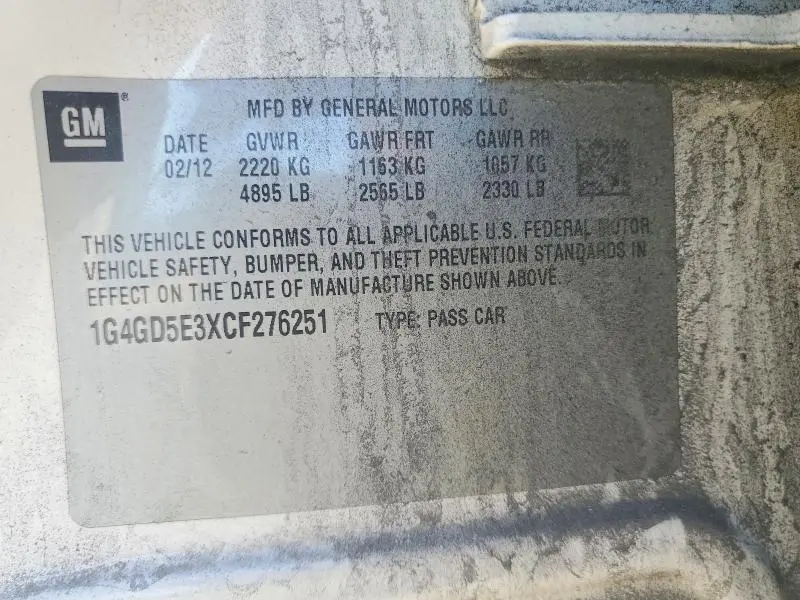 GM®
MFD BY GENERAL MOTORS LLC
DATE GVWR GAWR FRT GAWR RR
02/12 2220 KG 1163 KG 1057 KG
4895 LB 2565 LB 2330 LB
THIS VEHICLE CONFORMS TO ALL APPLICABLE U.S. FEDERAL MOTOR
VEHICLE SAFETY, BUMPER, AND THEFT PREVENTION STANDARDS IN
EFFECT ON THE DATE OF MANUFACTURE SHOWN ABOVE.
1G4GD5E3XCF276251 TYPE: PASS CAR